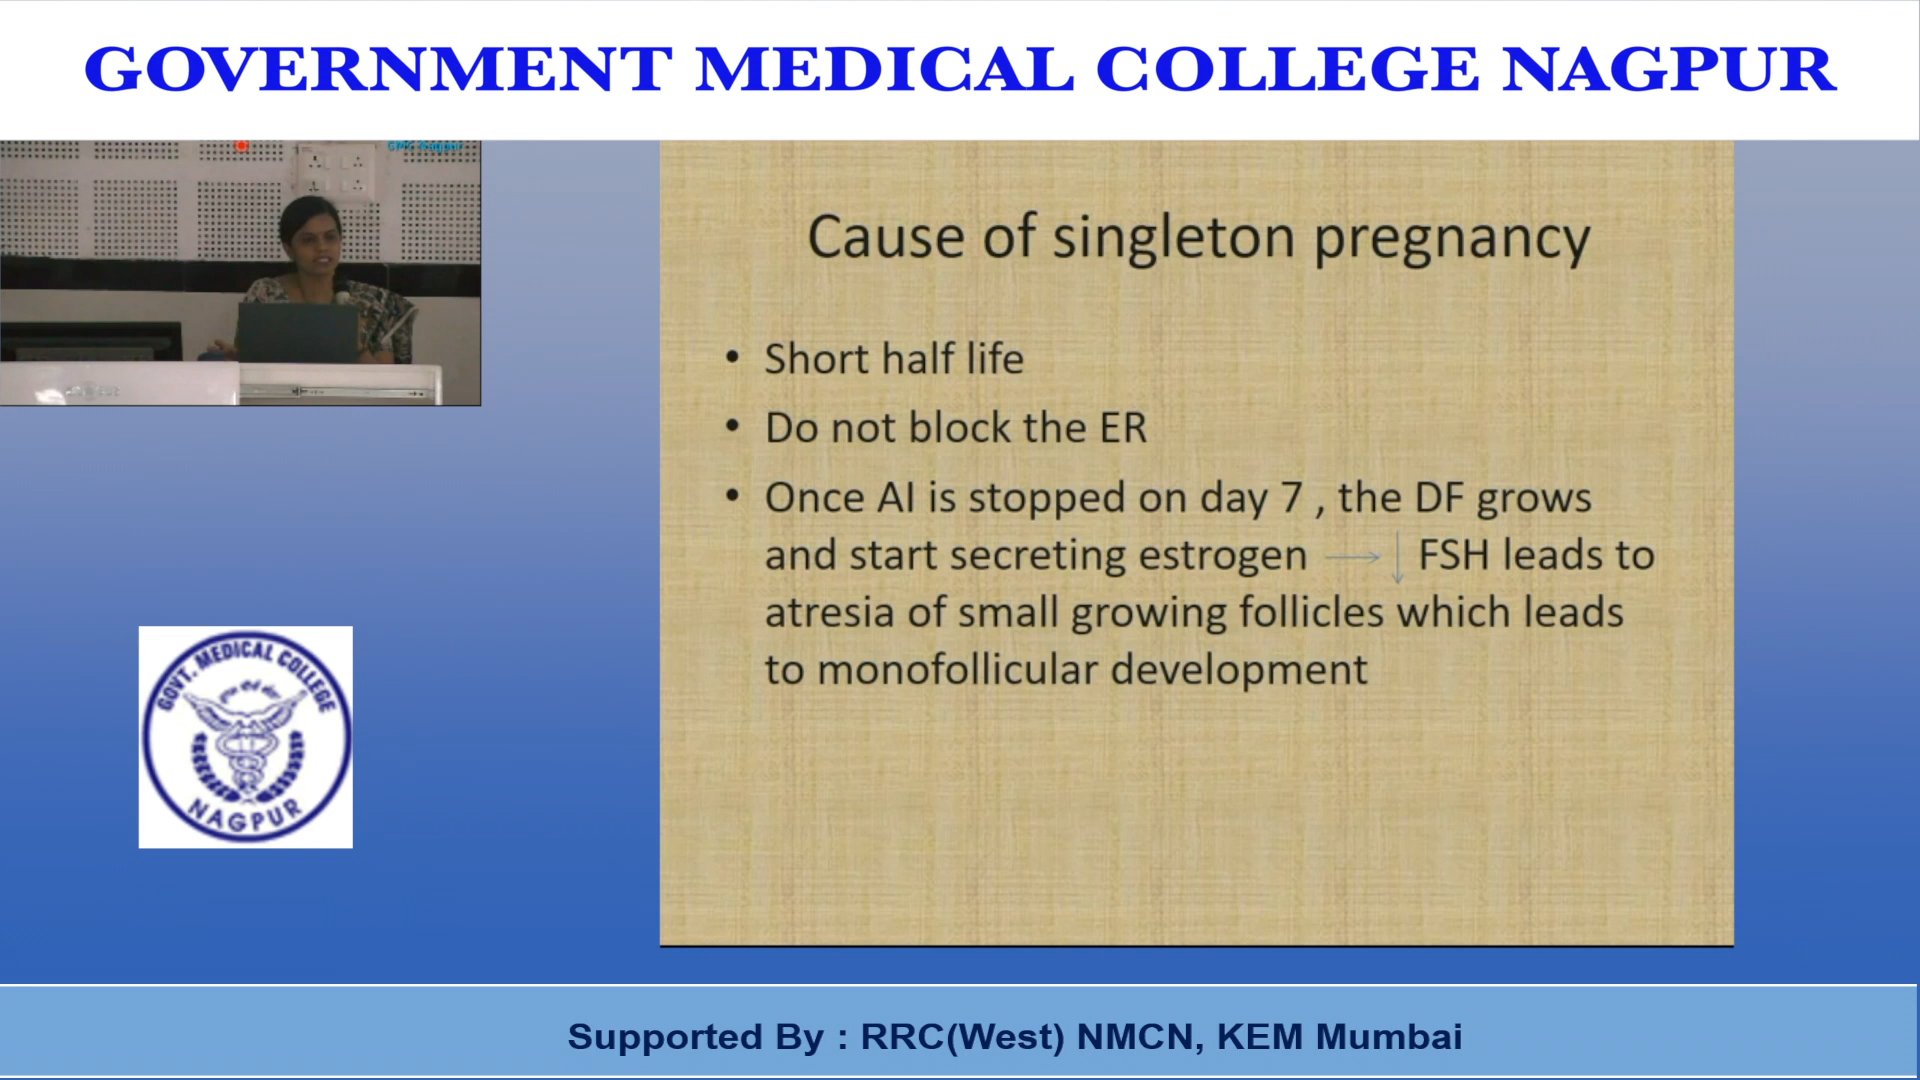 GOVERNMENT MEDICAL COLLEGE NAGPUR
GMC Nagpur
Cause of singleton pregnancy
• Short half life
• Do not block the ER
• Once AI is stopped on day 7 , the DF grows
and start secreting estrogen → ↓ FSH leads to
atresia of small growing follicles which leads
to monofollicular development
GOVT. MEDICAL COLLEGE
NAGPUR
Supported By : RRC(West) NMCN, KEM Mumbai